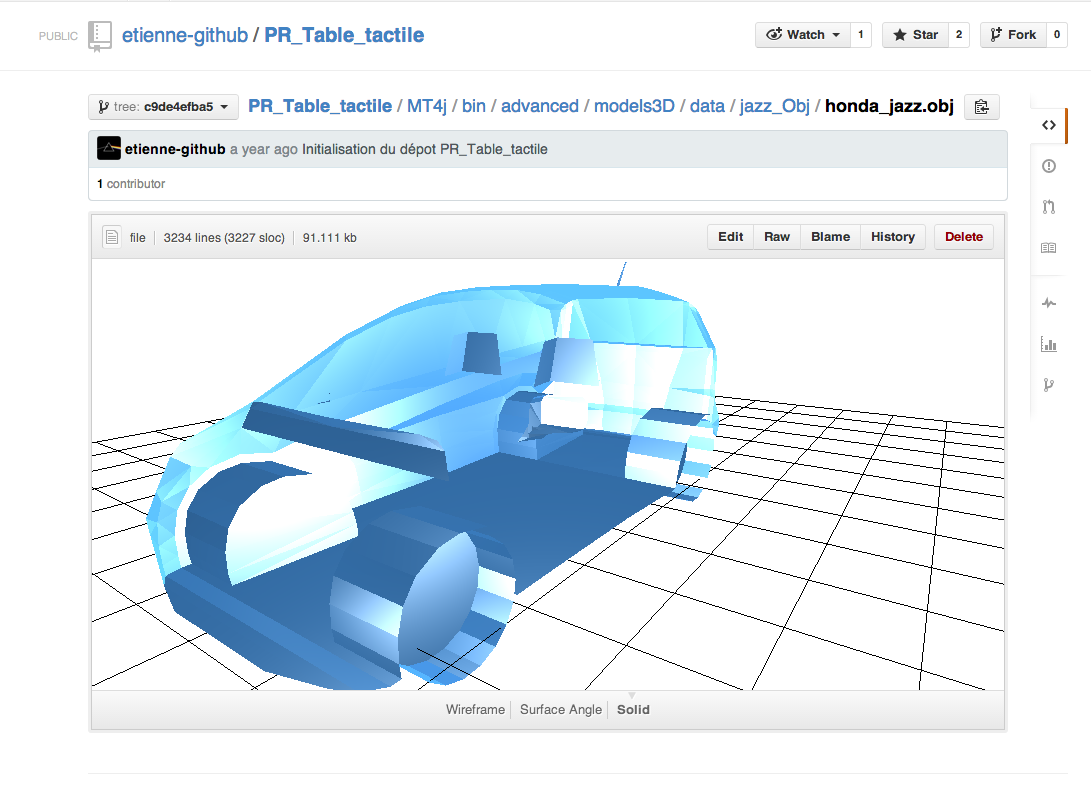 PUBLIC etienne-github / PR_Table_tactile Watch 1 Star 2 Fork 0
tree: c9de4efba5 PR_Table_tactile / MT4j / bin / advanced / models3D / data / jazz_Obj / honda_jazz.obj
etienne-github a year ago Initialisation du dépot PR_Table_tactile
1 contributor
file 3234 lines (3227 sloc) 91.111 kb Edit Raw Blame History Delete
Wireframe Surface Angle Solid